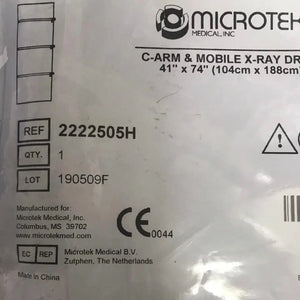 MICROTEK
MEDICAL, INC
C-ARM & MOBILE X-RAY DR
41" x 74" (104cm x 188cm
REF 2222505H
QTY. 1
LOT 190509F
Manufactured for:
Microtek Medical, Inc.
Columbus, MS 39702
www.microtekmed.com
CE 0044
EC REP
Microtek Medical B.V.
Zutphen, The Netherlands
Made in China